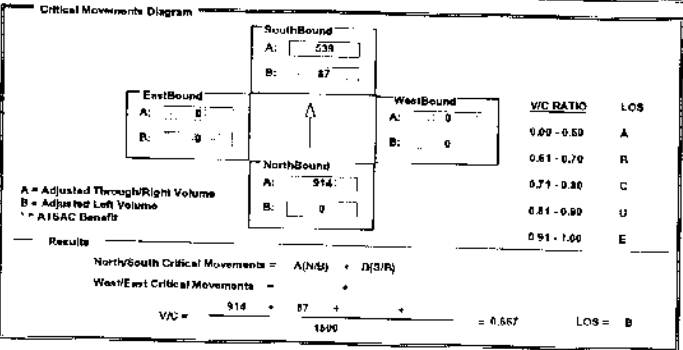 Critical Movements Diagram
SouthBound
A: 539
B: 87
EastBound
A: 0
B: 0
WestBound
A: 0
B: 0
NorthBound
A: 914
B: 0
V/C RATIO LOS
0.00 - 0.60 A
0.61 - 0.70 B
0.71 - 0.80 C
0.81 - 0.90 D
0.91 - 1.00 E
A = Adjusted Through/Right Volume
B = Adjusted Left Volume
* = ATSAC Benefit
Results
North/South Critical Movements = A(N/B) + B(S/B)
West/East Critical Movements = +
V/C = 914 + 87 + +
1500
= 0.667 LOS = B